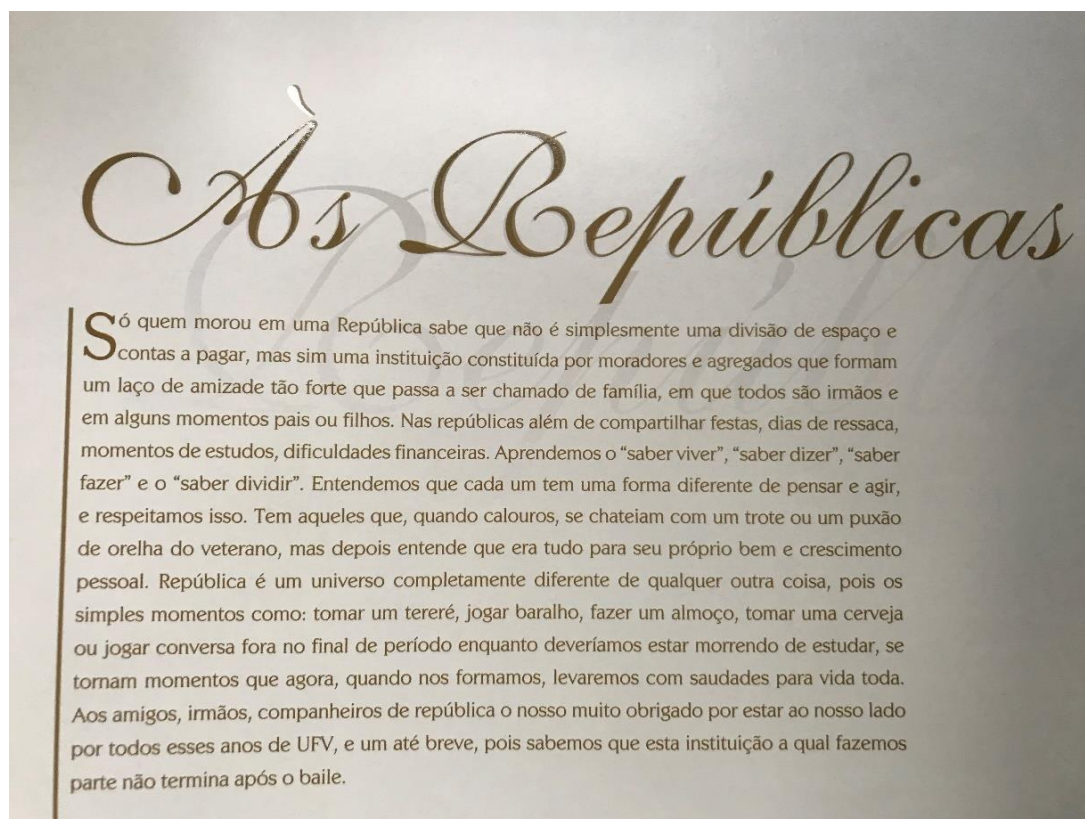 Às Repúblicas
Só quem morou em uma República sabe que não é simplesmente uma divisão de espaço e
contas a pagar, mas sim uma instituição constituída por moradores e agregados que formam
um laço de amizade tão forte que passa a ser chamado de família, em que todos são irmãos e
em alguns momentos pais ou filhos. Nas repúblicas além de compartilhar festas, dias de ressaca,
momentos de estudos, dificuldades financeiras. Aprendemos o “saber viver”, “saber dizer”, “saber
fazer” e o “saber dividir”. Entendemos que cada um tem uma forma diferente de pensar e agir,
e respeitamos isso. Tem aqueles que, quando calouros, se chateiam com um trote ou um puxão
de orelha do veterano, mas depois entende que era tudo para seu próprio bem e crescimento
pessoal. República é um universo completamente diferente de qualquer outra coisa, pois os
simples momentos como: tomar um tereré, jogar baralho, fazer um almoço, tomar uma cerveja
ou jogar conversa fora no final de período enquanto deveríamos estar morrendo de estudar, se
tornam momentos que agora, quando nos formamos, levaremos com saudades para vida toda.
Aos amigos, irmãos, companheiros de república o nosso muito obrigado por estar ao nosso lado
por todos esses anos de UFV, e um até breve, pois sabemos que esta instituição a qual fazemos
parte não termina após o baile.